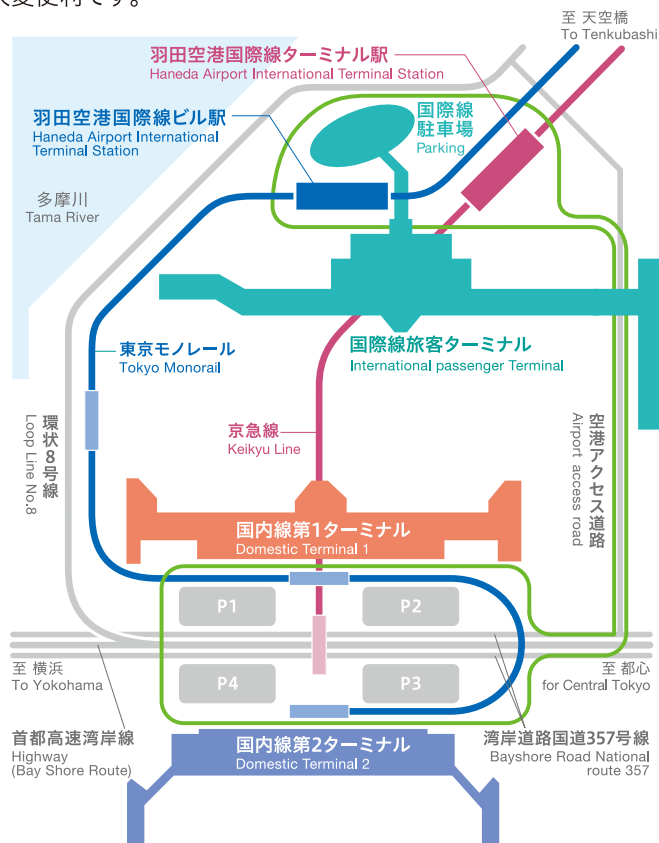 大変便利です。
至 天空橋
To Tenkubashi
羽田空港国際線ターミナル駅
Haneda Airport International Terminal Station
羽田空港国際線ビル駅
Haneda Airport International
Terminal Station
国際線
駐車場
Parking
多摩川
Tama River
東京モノレール
Tokyo Monorail
国際線旅客ターミナル
International passenger Terminal
環状8号線
Loop Line No.8
京急線
Keikyu Line
空港アクセス道路
Airport access road
国内線第1ターミナル
Domestic Terminal 1
P1
P2
P4
P3
至 横浜
To Yokohama
至 都心
for Central Tokyo
首都高速湾岸線
Highway
(Bay Shore Route)
国内線第2ターミナル
Domestic Terminal 2
湾岸道路国道357号線
Bayshore Road National
route 357